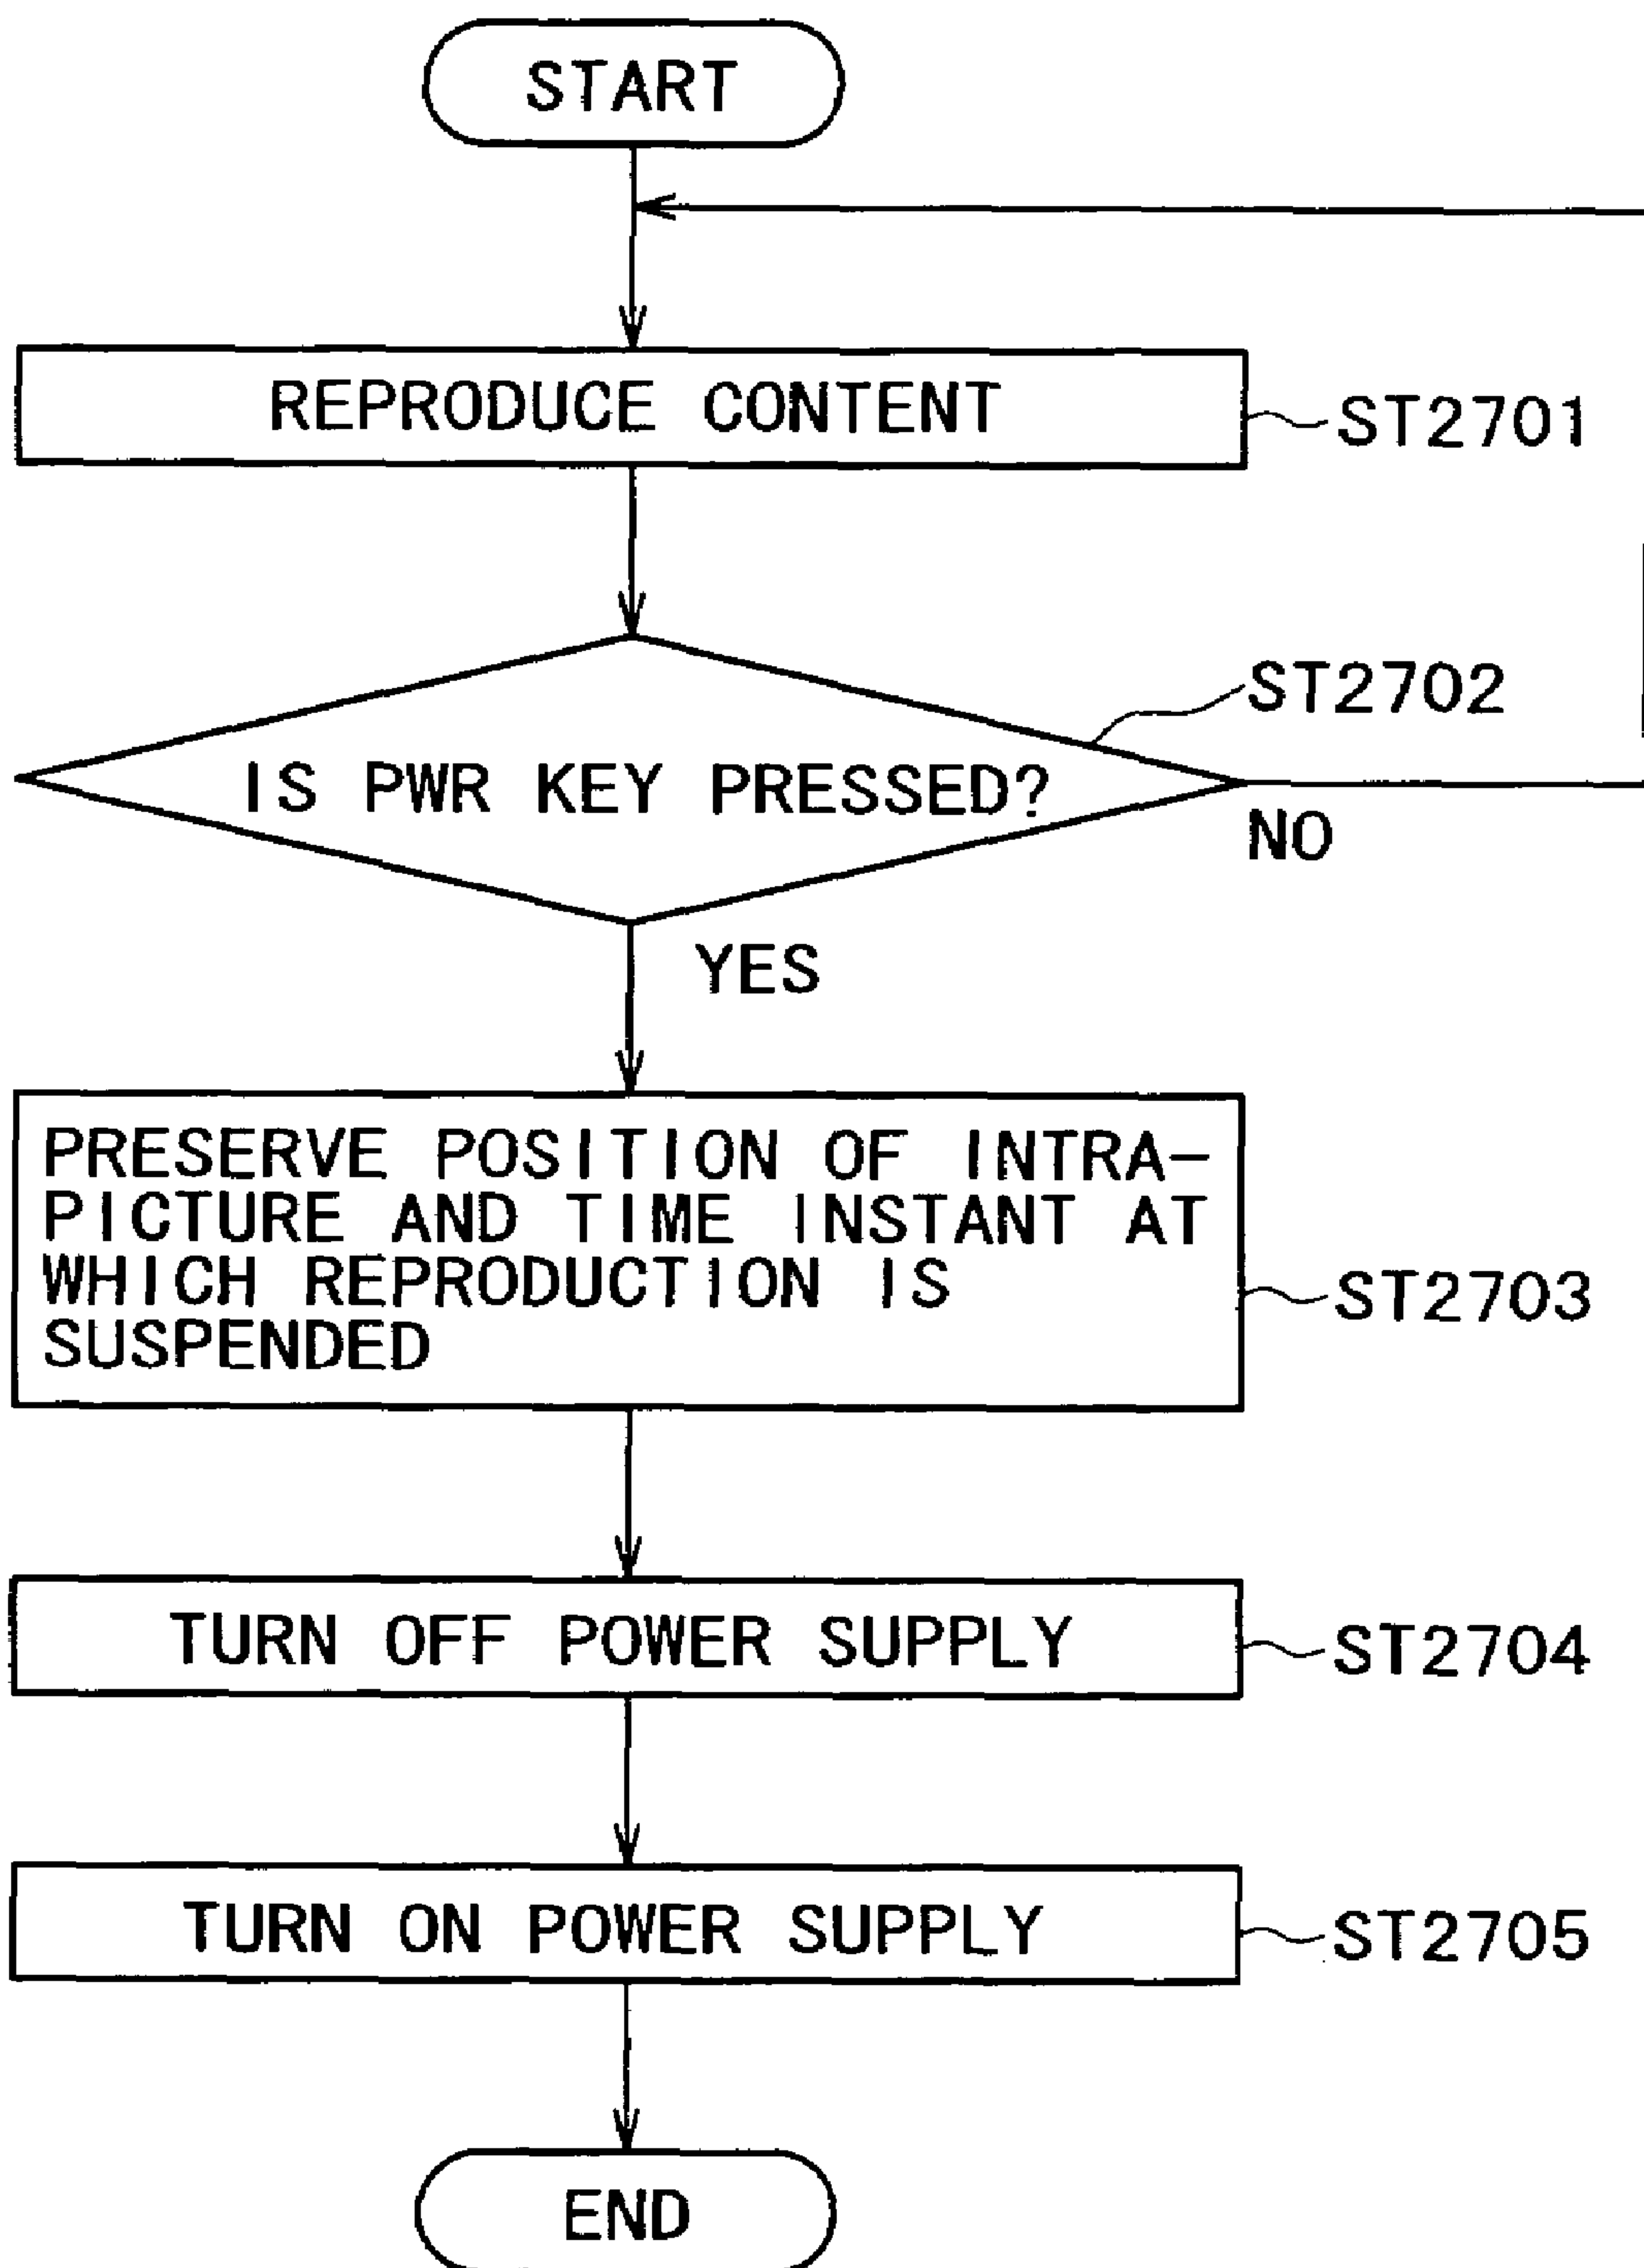 START
REPRODUCE CONTENT
ST2701
ST2702
IS PWR KEY PRESSED?
NO
YES
PRESERVE POSITION OF INTRA-
PICTURE AND TIME INSTANT AT
WHICH REPRODUCTION IS
SUSPENDED
ST2703
TURN OFF POWER SUPPLY
ST2704
TURN ON POWER SUPPLY
ST2705
END